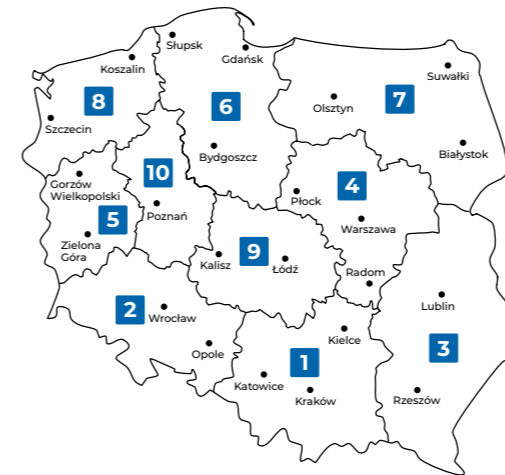 Słupsk
Gdańsk
Koszalin
Suwałki
8
6
7
Olsztyn
Szczecin
Bydgoszcz
Białystok
10
Gorzów
Wielkopolski
4
Płock
Poznań
5
Warszawa
Zielona
Góra
9
Kalisz
Łódź
Radom
2
Wrocław
Lublin
Kielce
Opole
1
3
Katowice
Kraków
Rzeszów